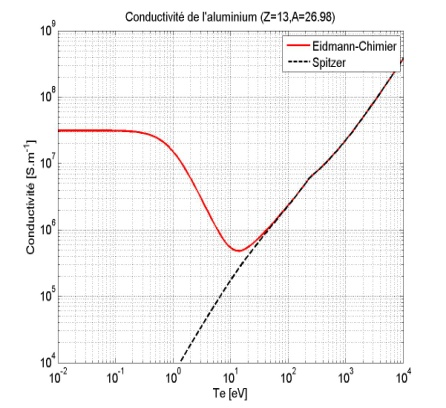 Conductivité de l'aluminium (Z=13,A=26.98)
10^9
Eidmann-Chimier
Spitzer
10^8
10^7
10^6
10^5
10^4
Conductivité [S.m^-1]
10^-2 10^-1 10^0 10^1 10^2 10^3 10^4
Te [eV]